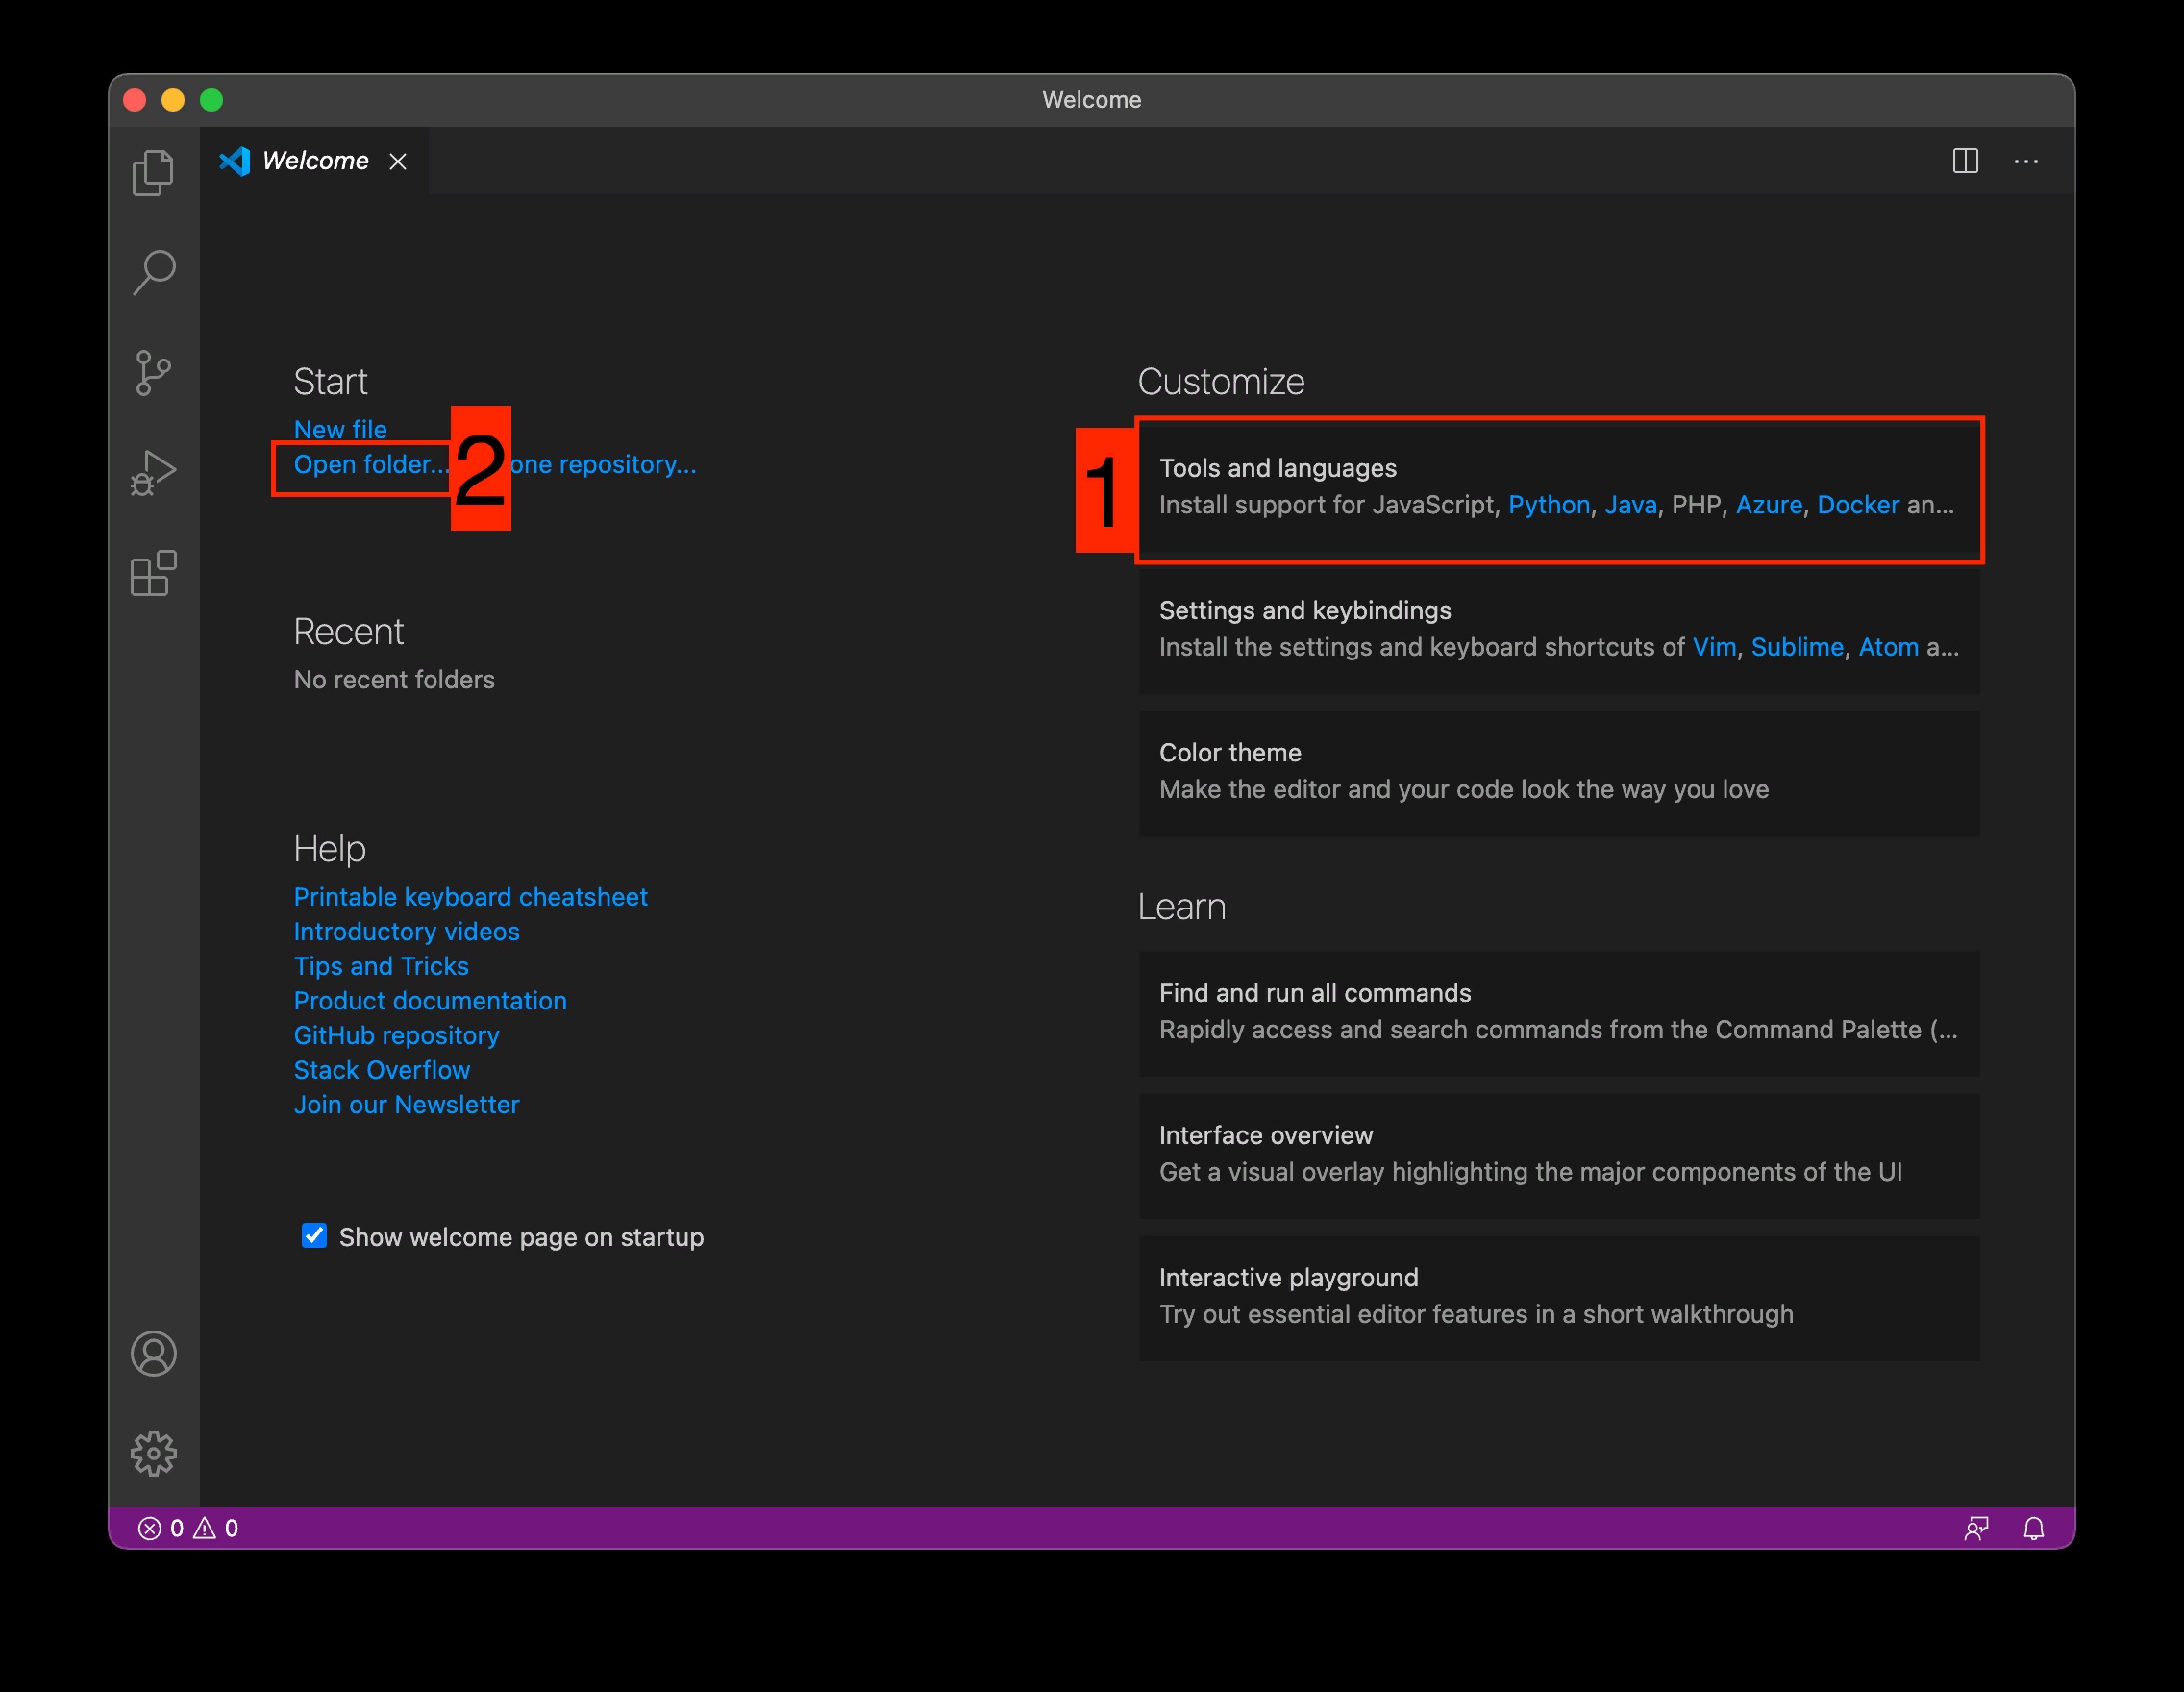 Welcome
Welcome
Start
New file
Open folder... 2 one repository...
Recent
No recent folders
Help
Printable keyboard cheatsheet
Introductory videos
Tips and Tricks
Product documentation
GitHub repository
Stack Overflow
Join our Newsletter
Show welcome page on startup
Customize
1
Tools and languages
Install support for JavaScript, Python, Java, PHP, Azure, Docker an...
Settings and keybindings
Install the settings and keyboard shortcuts of Vim, Sublime, Atom a...
Color theme
Make the editor and your code look the way you love
Learn
Find and run all commands
Rapidly access and search commands from the Command Palette (...
Interface overview
Get a visual overlay highlighting the major components of the UI
Interactive playground
Try out essential editor features in a short walkthrough
0 0